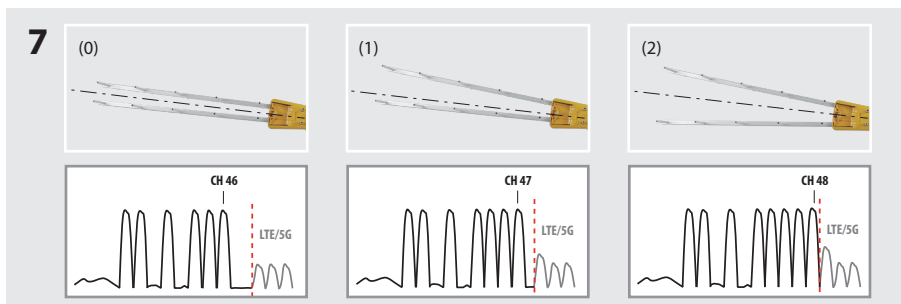 7
(0)
(1)
(2)
CH 46
LTE/5G
CH 47
LTE/5G
CH 48
LTE/5G